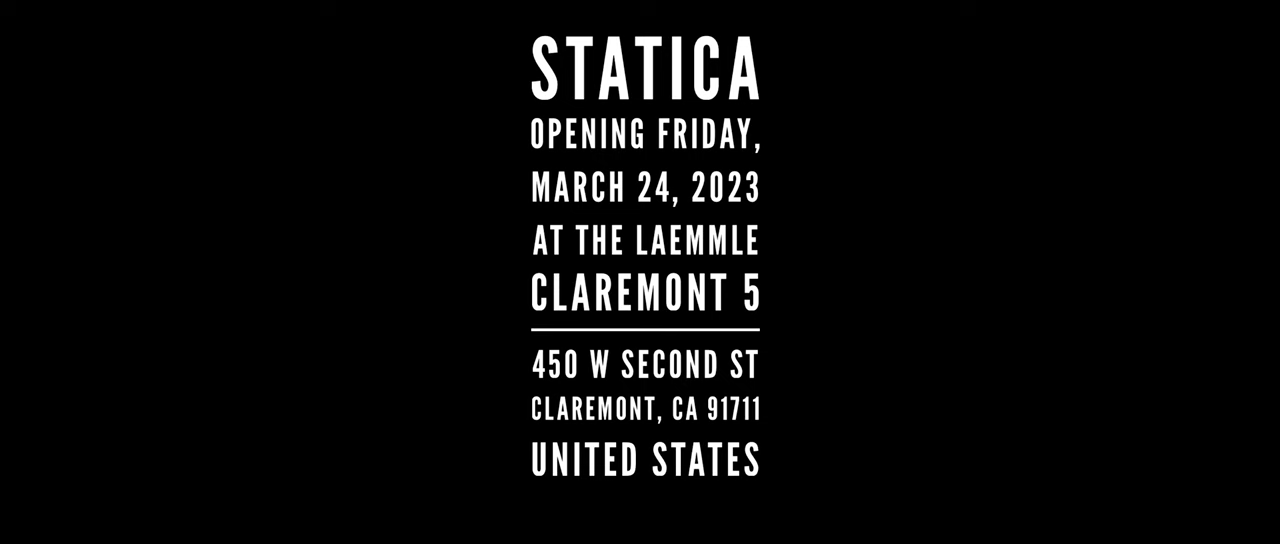 STATICA
OPENING FRIDAY,
MARCH 24, 2023
AT THE LAEMMLE
CLAREMONT 5
450 W SECOND ST
CLAREMONT, CA 91711
UNITED STATES